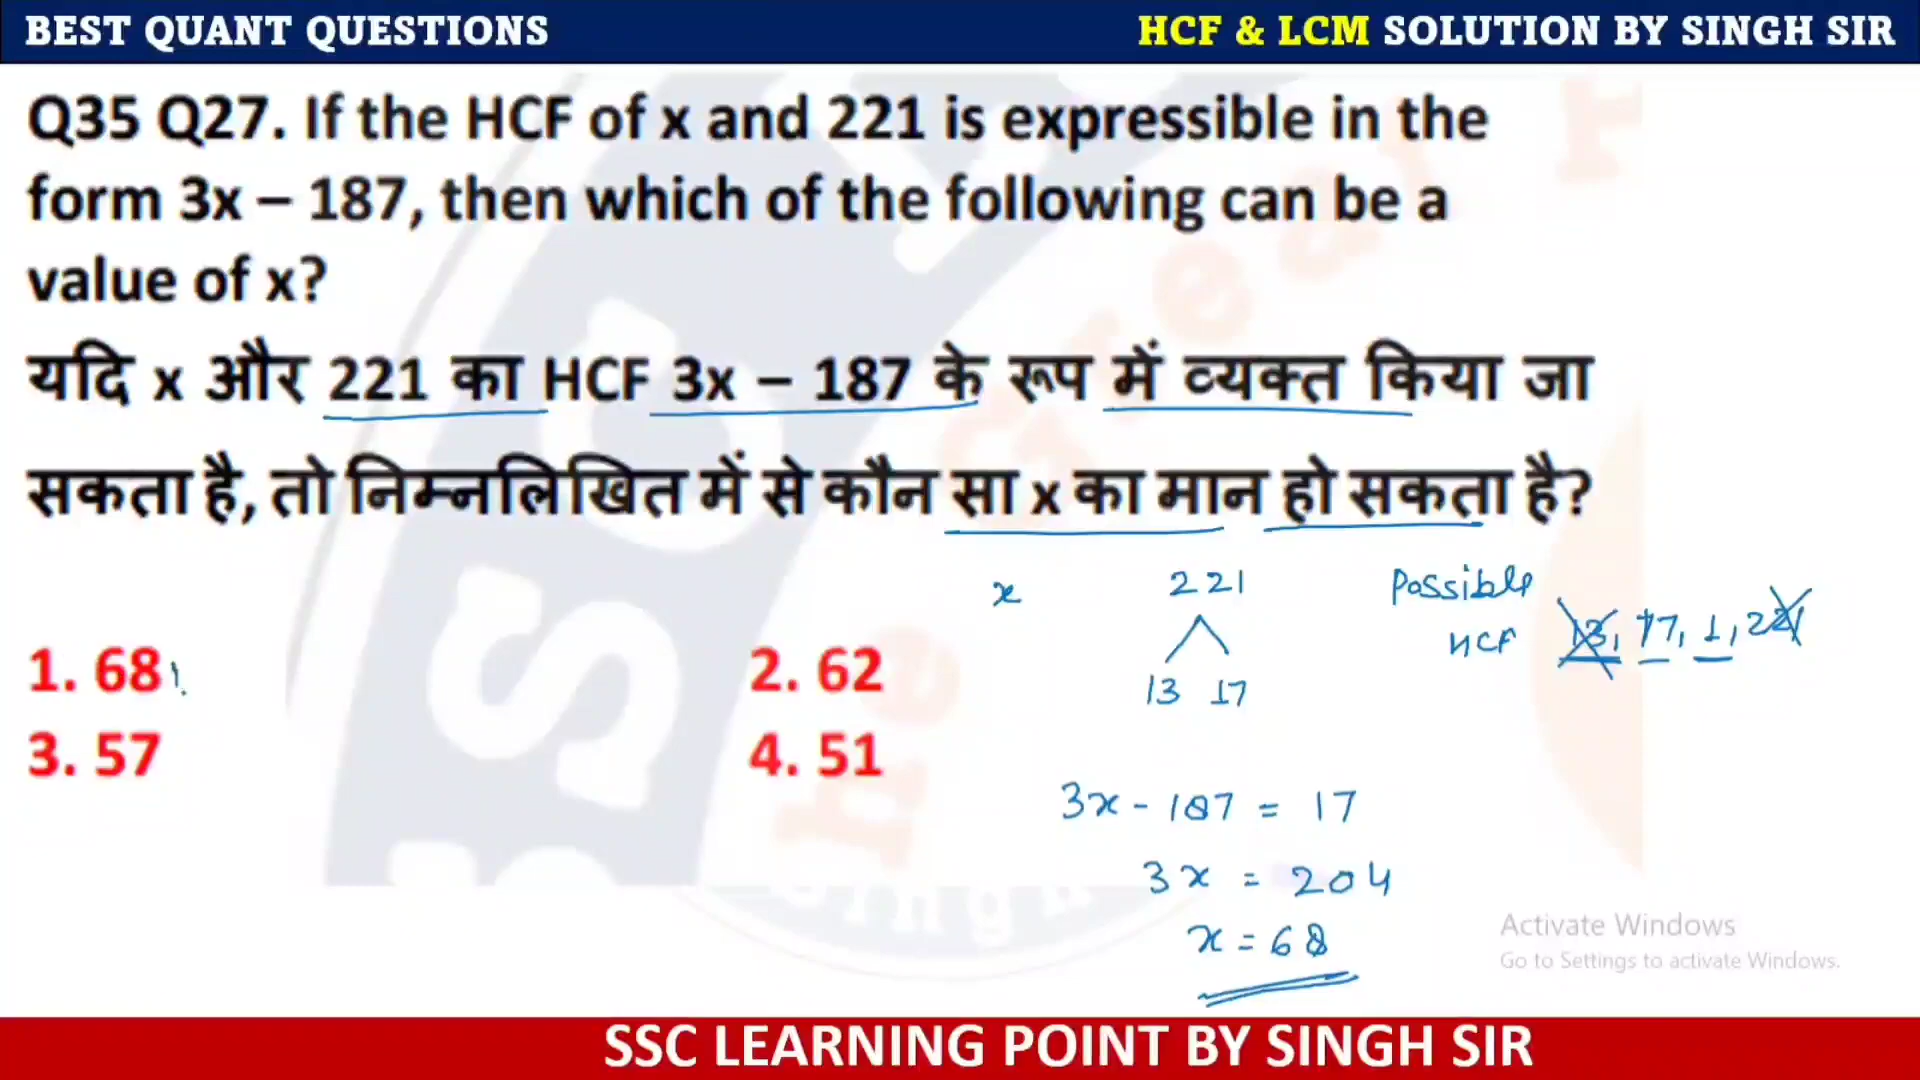 BEST QUANT QUESTIONS
HCF & LCM SOLUTION BY SINGH SIR
Q35 Q27. If the HCF of x and 221 is expressible in the
form 3x – 187, then which of the following can be a
value of x?
यदि x और 221 का HCF 3x – 187 के रूप में व्यक्त किया जा
सकता है, तो निम्नलिखित में से कौन सा x का मान हो सकता है?
x 221 Possible
HCF 13, 17, 1, 221
13 17
1. 68
2. 62
3. 57
4. 51
3x - 187 = 17
3x = 204
x = 68
Activate Windows
Go to Settings to activate Windows.
SSC LEARNING POINT BY SINGH SIR